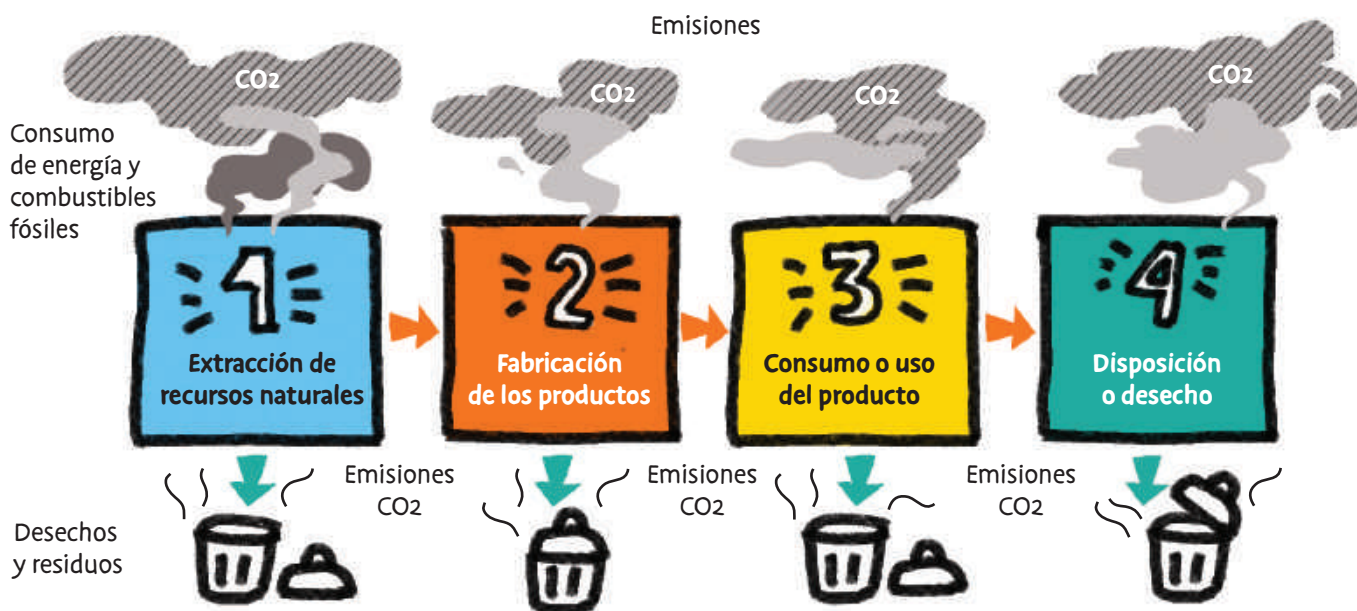 Emisiones
CO2
CO2
CO2
CO2
Consumo
de energía y
combustibles
fósiles
1
Extracción de
recursos naturales
2
Fabricación
de los productos
3
Consumo o uso
del producto
4
Disposición
o desecho
Emisiones
CO2
Emisiones
CO2
Emisiones
CO2
Desechos
y residuos